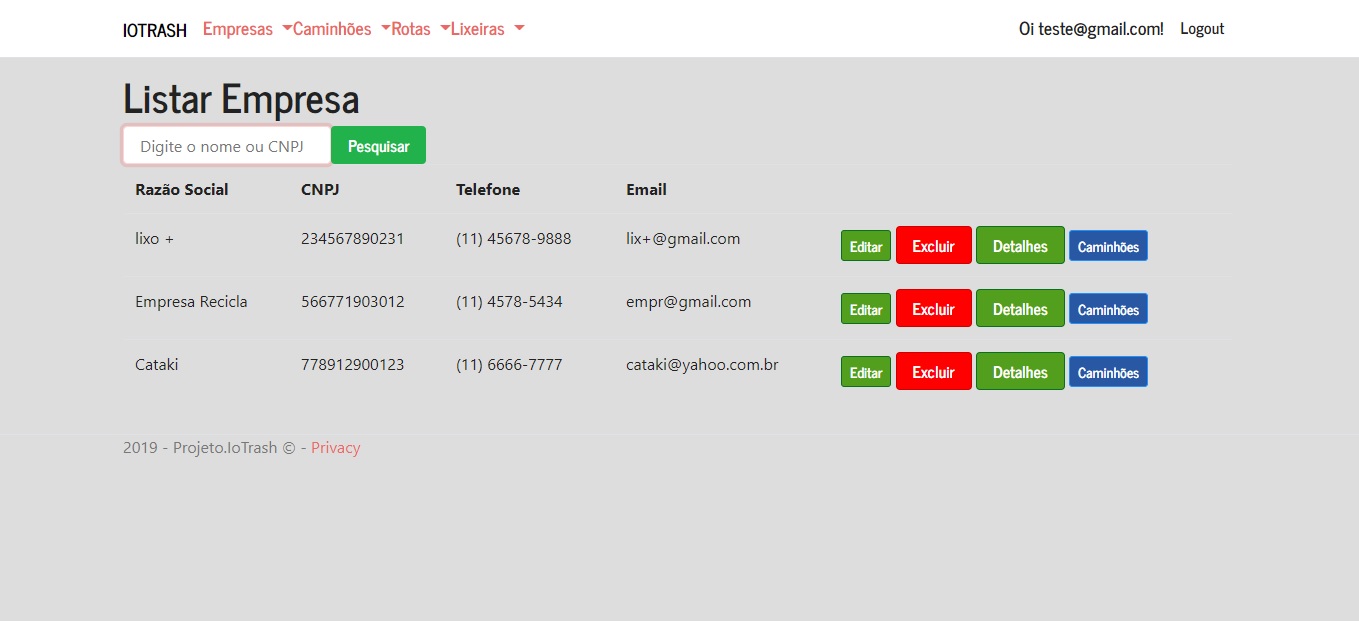 IOTRASH Empresas Caminhões Rotas Lixeiras Oi teste@gmail.com! Logout
Listar Empresa
Digite o nome ou CNPJ Pesquisar
Razão Social CNPJ Telefone Email
lixo + 234567890231 (11) 45678-9888 lix+@gmail.com Editar Excluir Detalhes Caminhões
Empresa Recicla 566771903012 (11) 4578-5434 empr@gmail.com Editar Excluir Detalhes Caminhões
Cataki 778912900123 (11) 6666-7777 cataki@yahoo.com.br Editar Excluir Detalhes Caminhões
2019 - Projeto.IoTrash © - Privacy